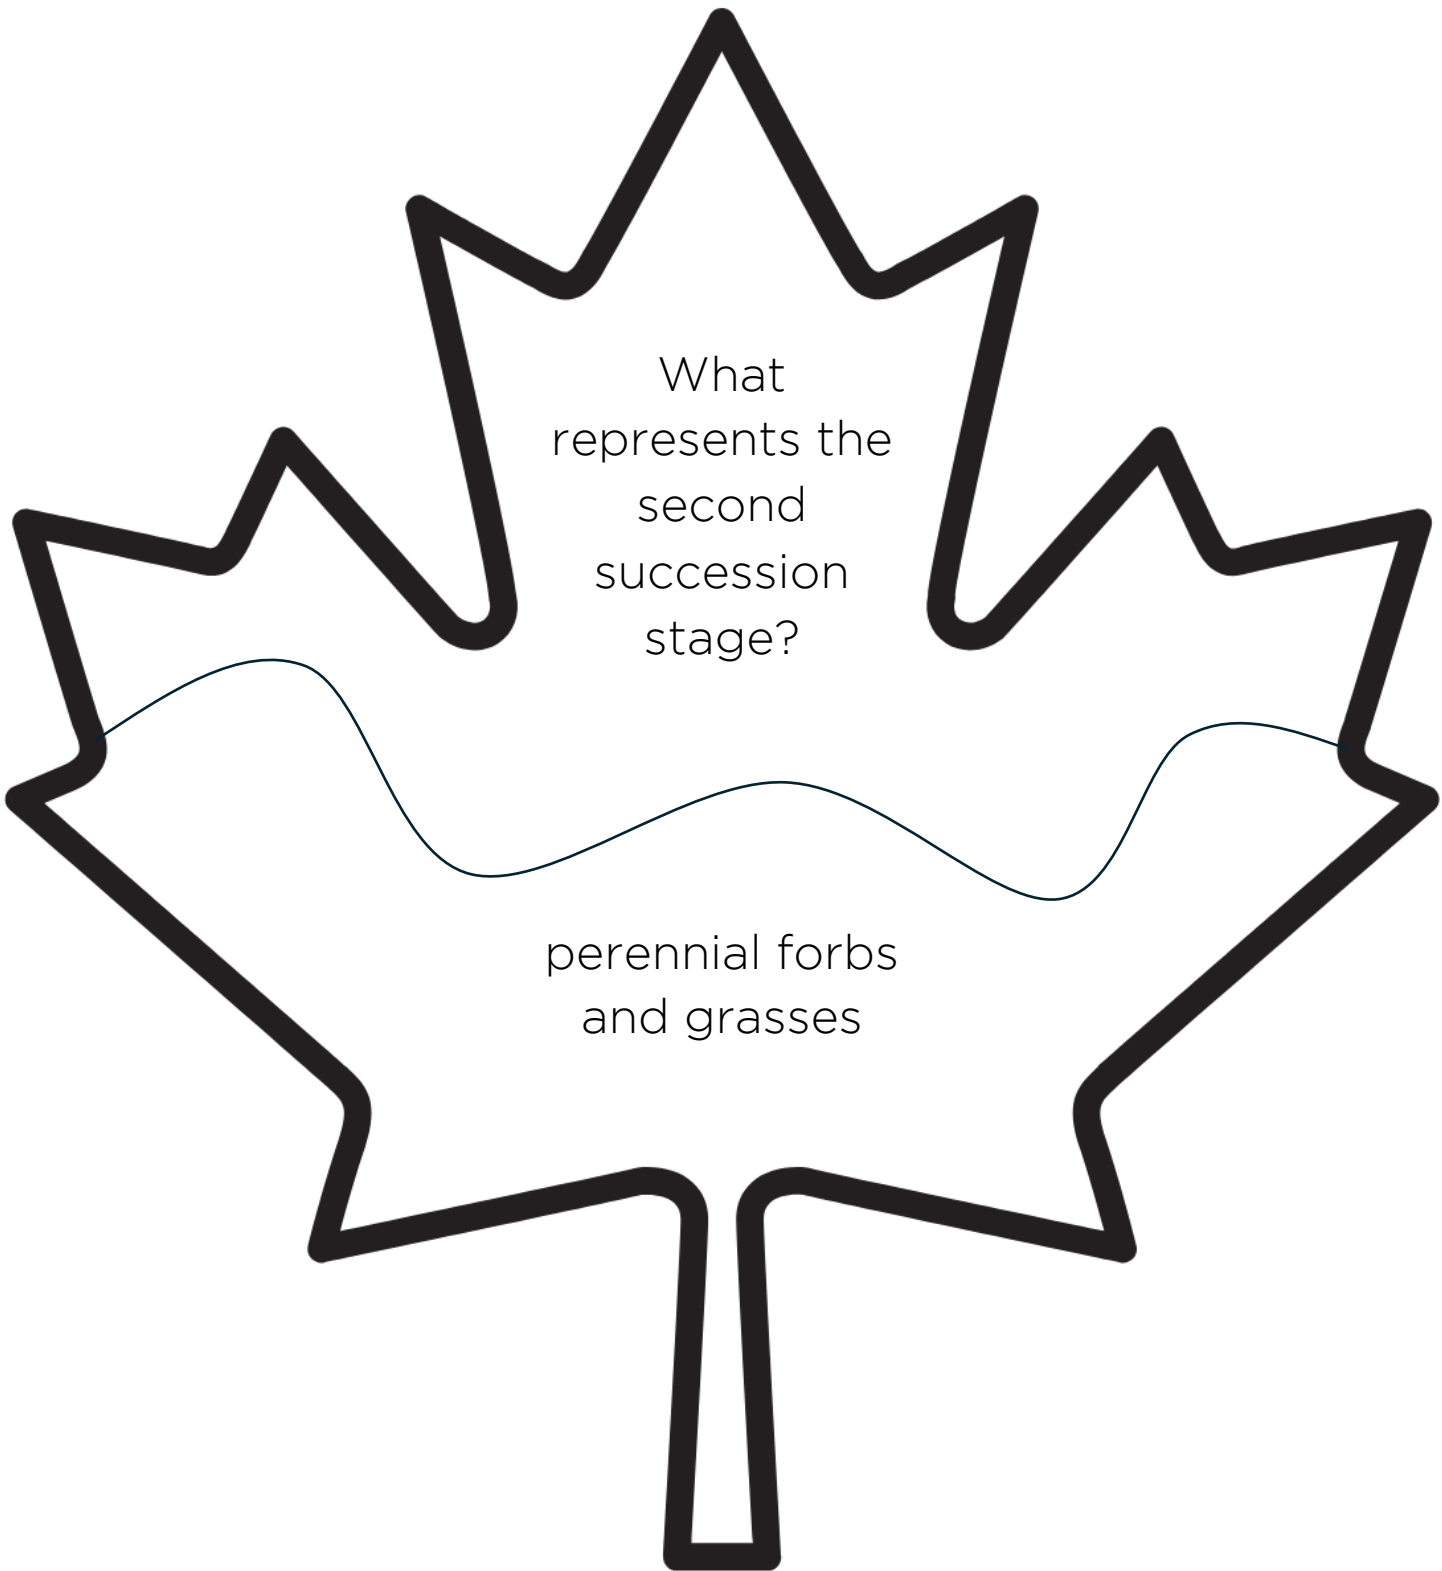 What
represents the
second
succession
stage?
perennial forbs
and grasses